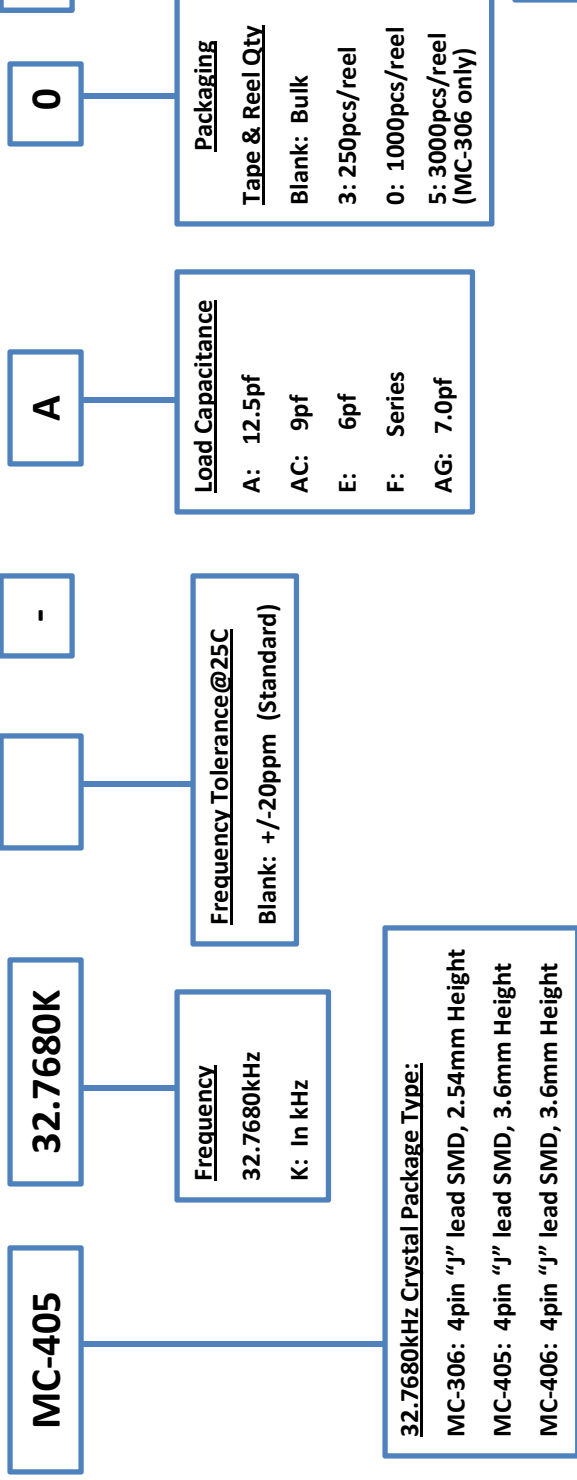 MC-405
32.7680K
-
A
0
32.7680kHz Crystal Package Type:
MC-306: 4pin “J” lead SMD, 2.54mm Height
MC-405: 4pin “J” lead SMD, 3.6mm Height
MC-406: 4pin “J” lead SMD, 3.6mm Height
Frequency
32.7680kHz
K: In kHz
Frequency Tolerance@25C
Blank: +/-20ppm (Standard)
Load Capacitance
A: 12.5pf
AC: 9pf
E: 6pf
F: Series
AG: 7.0pf
Packaging
Tape & Reel Qty
Blank: Bulk
3: 250pcs/reel
0: 1000pcs/reel
5: 3000pcs/reel
(MC-306 only)